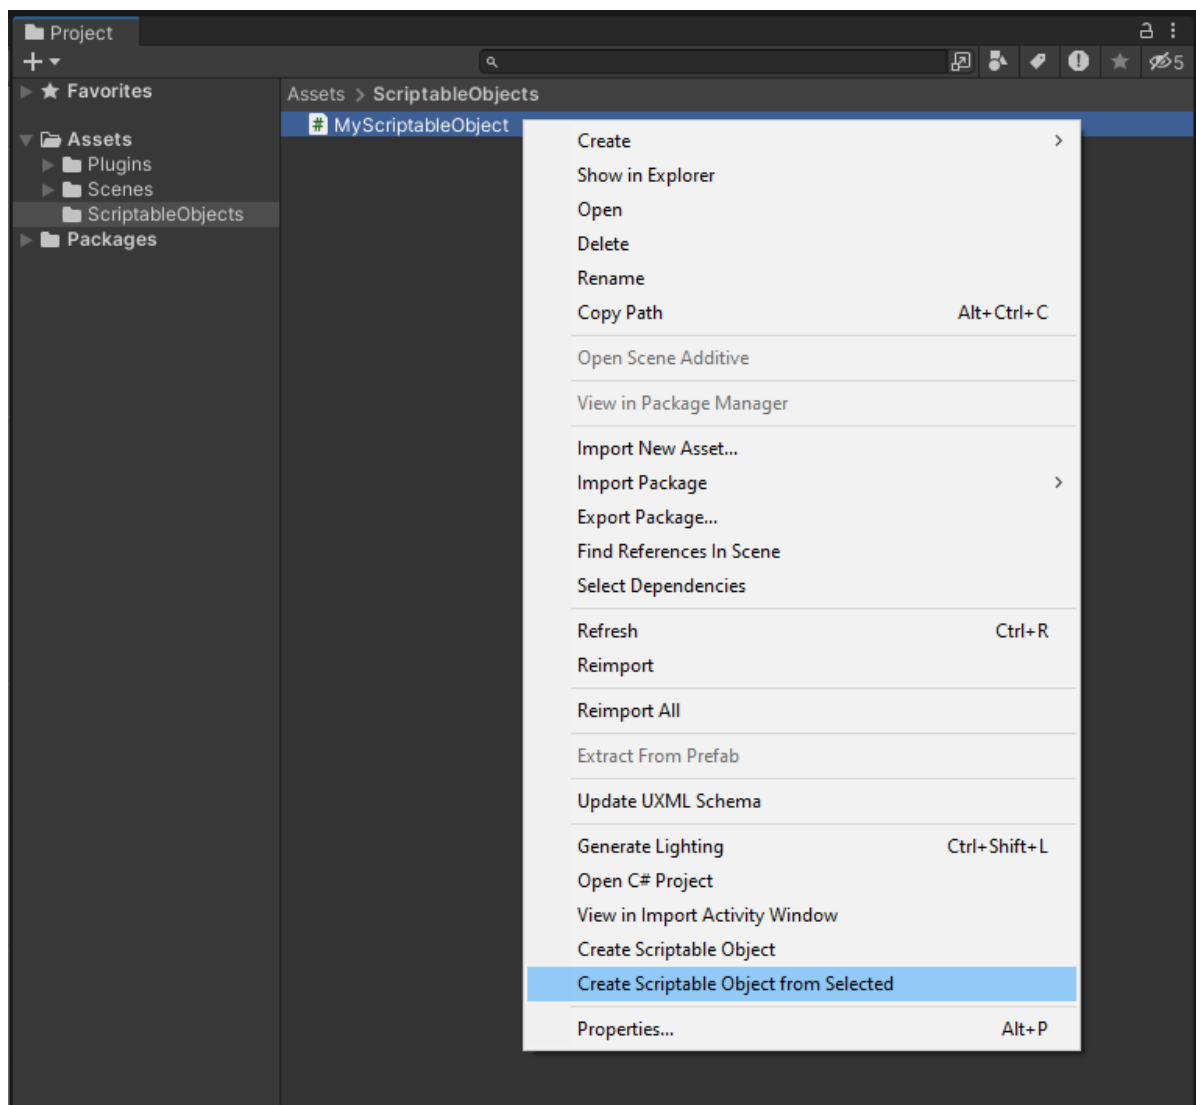 Project
5
Favorites
Assets > ScriptableObjects
MyScriptableObject
Assets
Plugins
Scenes
ScriptableObjects
Packages
Create
Show in Explorer
Open
Delete
Rename
Copy Path Alt+Ctrl+C
Open Scene Additive
View in Package Manager
Import New Asset...
Import Package
Export Package...
Find References In Scene
Select Dependencies
Refresh Ctrl+R
Reimport
Reimport All
Extract From Prefab
Update UXML Schema
Generate Lighting Ctrl+Shift+L
Open C# Project
View in Import Activity Window
Create Scriptable Object
Create Scriptable Object from Selected
Properties... Alt+P